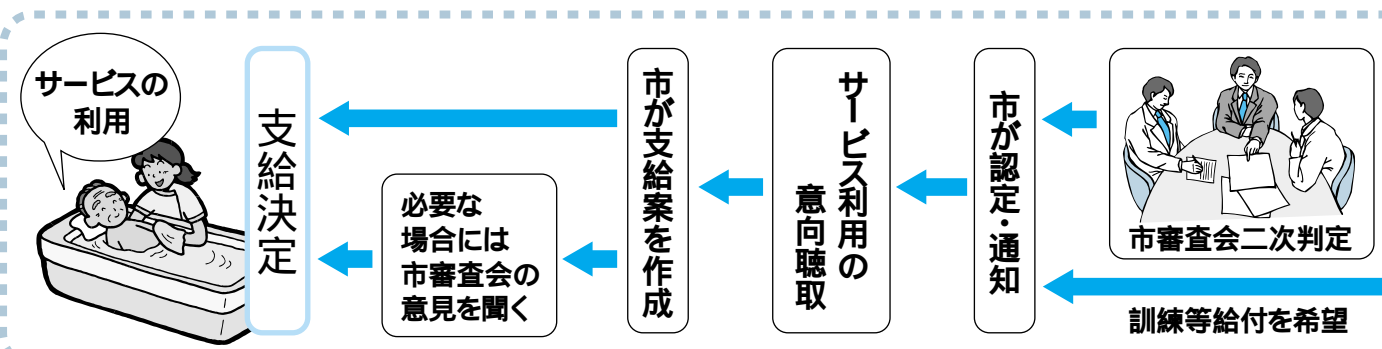 市審査会二次判定
訓練等給付を希望
市が認定・通知
サービス利用の
意向聴取
市が支給案を作成
必要な
場合には
市審査会の
意見を聞く
支給決定
サービスの
利用